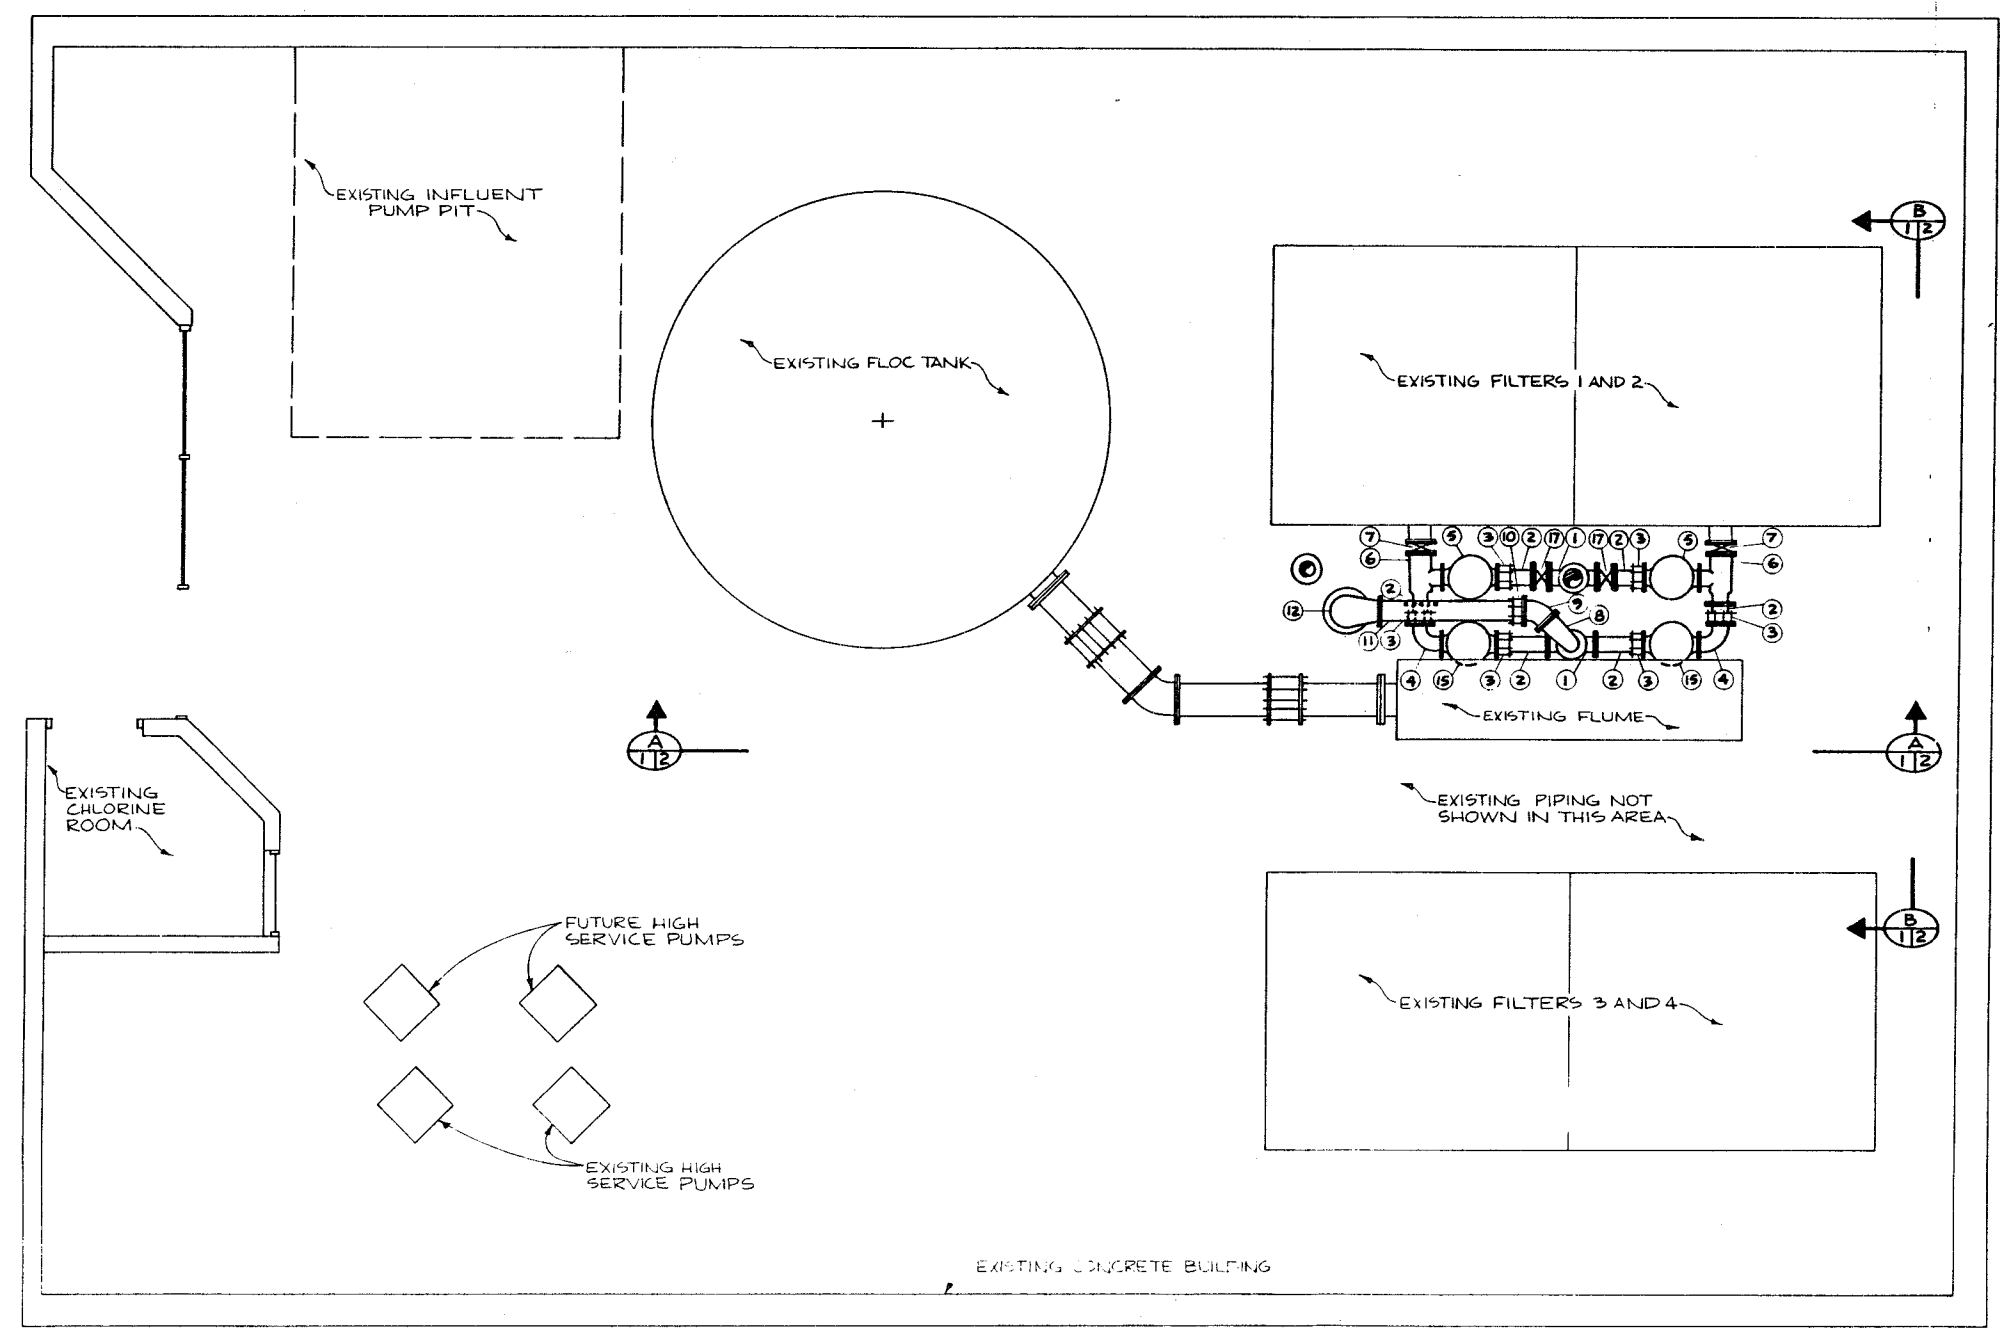 EXISTING INFLUENT
PUMP PIT
B
1 2
EXISTING FLOC TANK
EXISTING FILTERS 1 AND 2
7 5 3 10 2 17 1 17 2 3 5 7
6 6
2 9 2
12 8
11 3 3
4 15 3 2 1 2 3 15 4
EXISTING FLUME
A
1 2
A
1 2
EXISTING
CHLORINE
ROOM
EXISTING PIPING NOT
SHOWN IN THIS AREA
FUTURE HIGH
SERVICE PUMPS
B
1 2
EXISTING FILTERS 3 AND 4
EXISTING HIGH
SERVICE PUMPS
EXISTING CONCRETE BUILDING